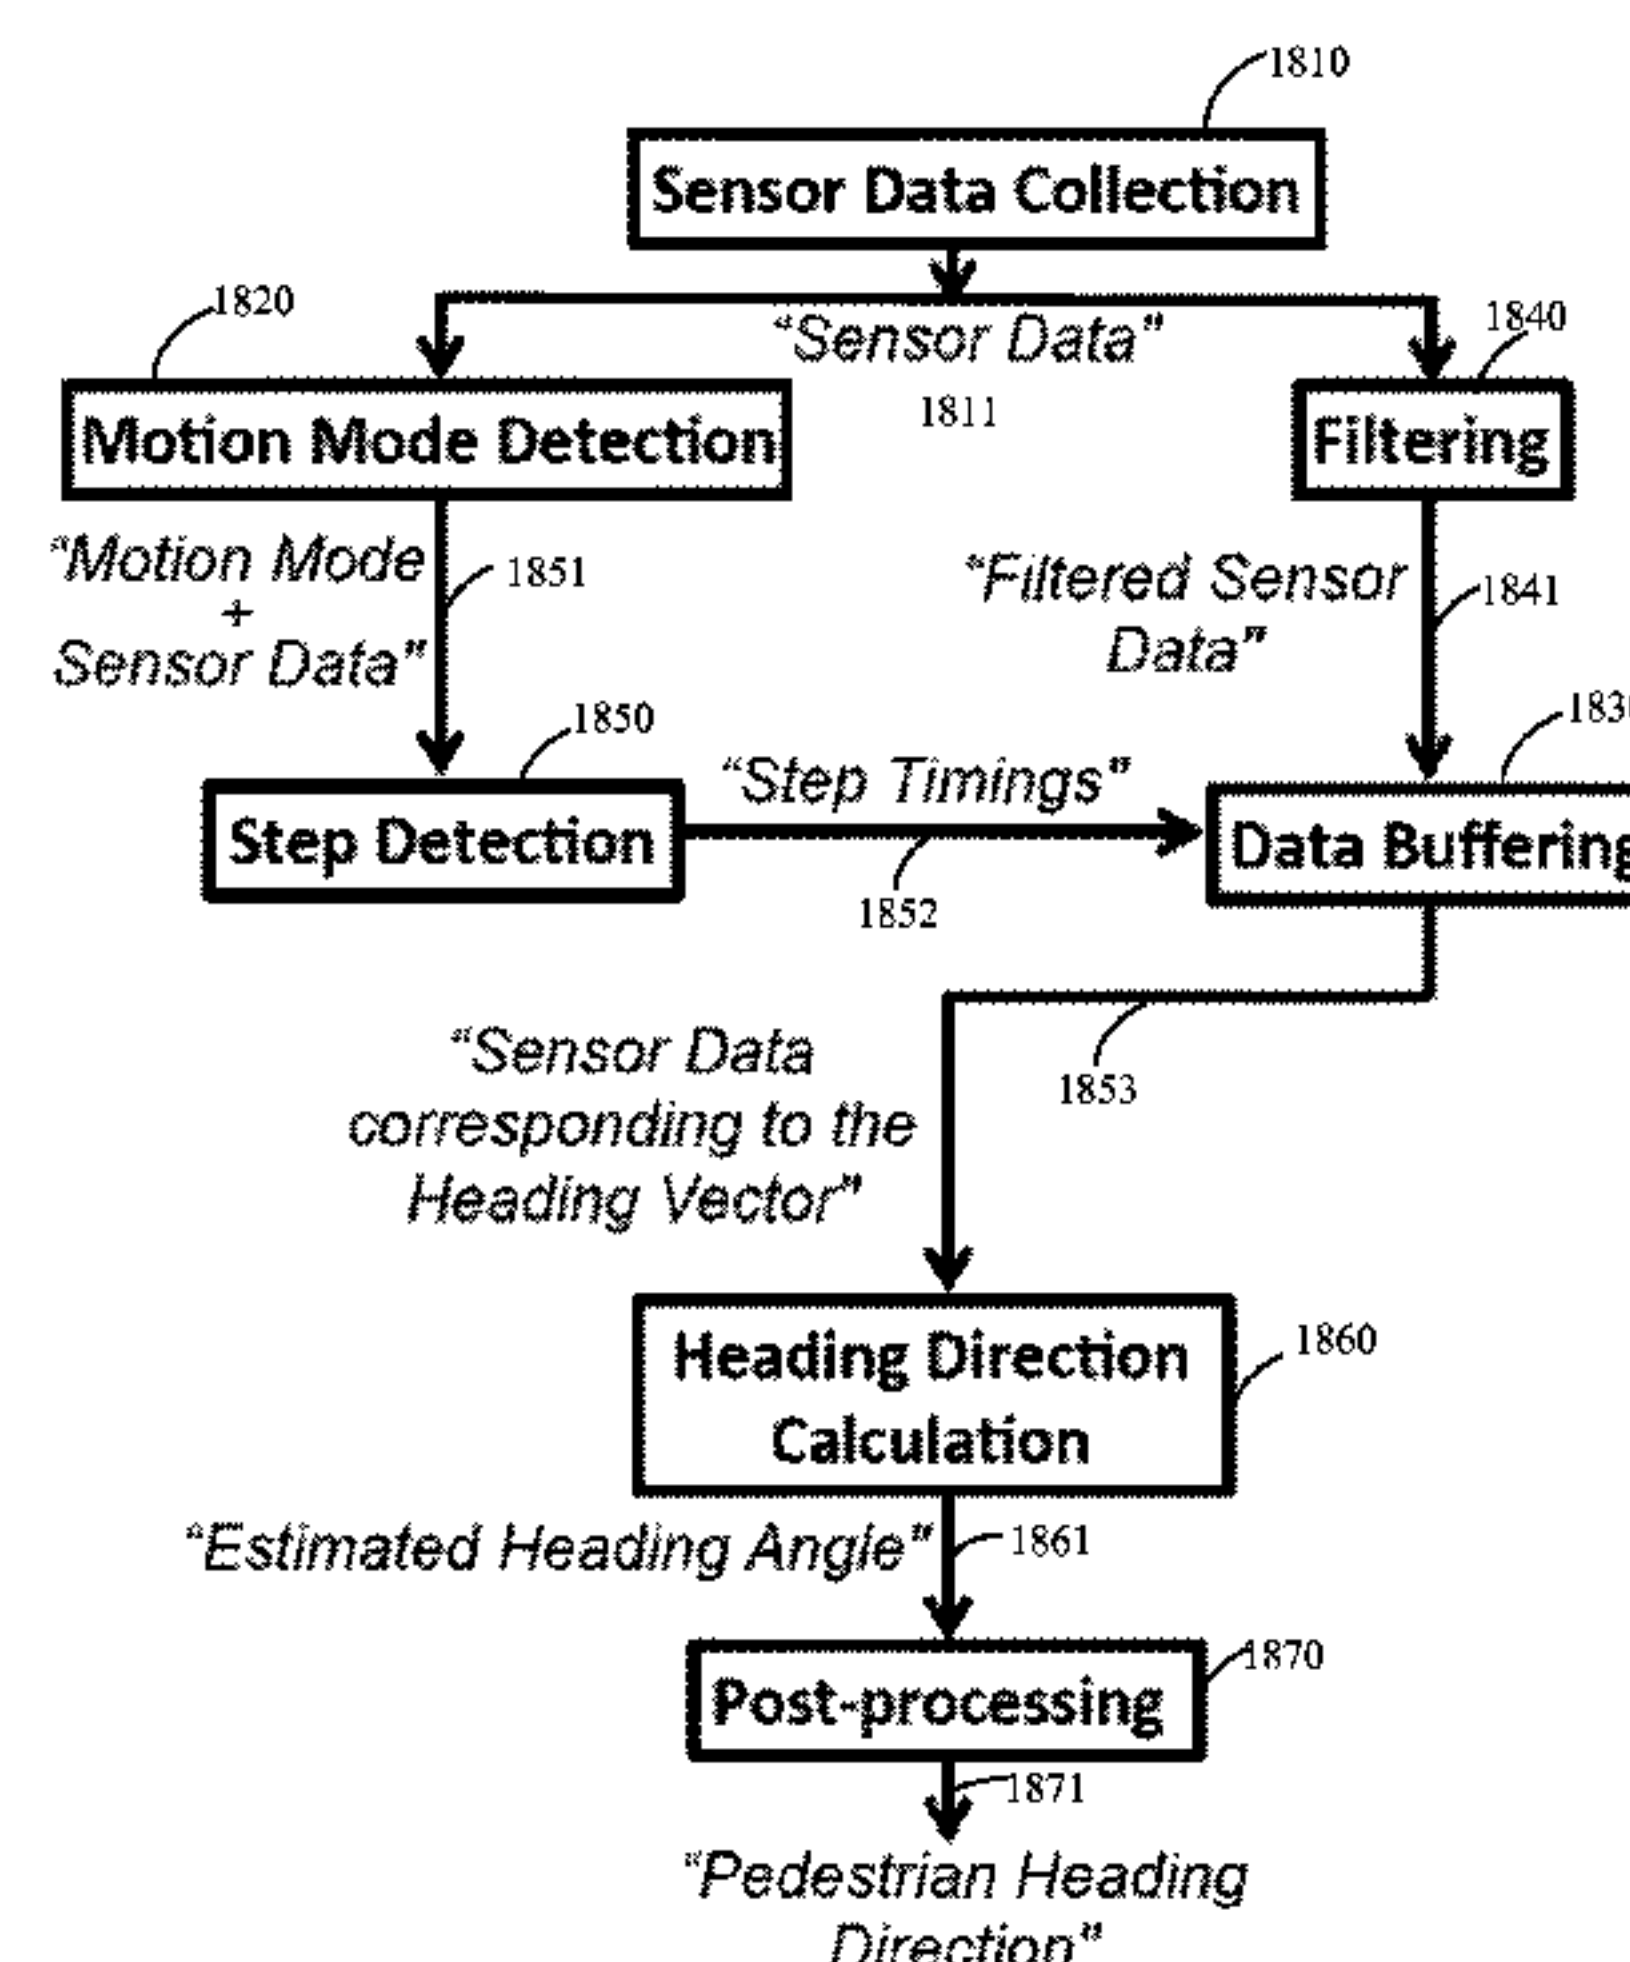 1810
Sensor Data Collection
1820
"Sensor Data"
1840
1811
Motion Mode Detection
Filtering
"Motion Mode
+
Sensor Data"
1851
"Filtered Sensor
Data"
1841
1850
1830
"Step Timings"
Step Detection
Data Buffering
1852
"Sensor Data
corresponding to the
Heading Vector"
1853
Heading Direction
Calculation
1860
"Estimated Heading Angle"
1861
1870
Post-processing
1871
"Pedestrian Heading
Direction"